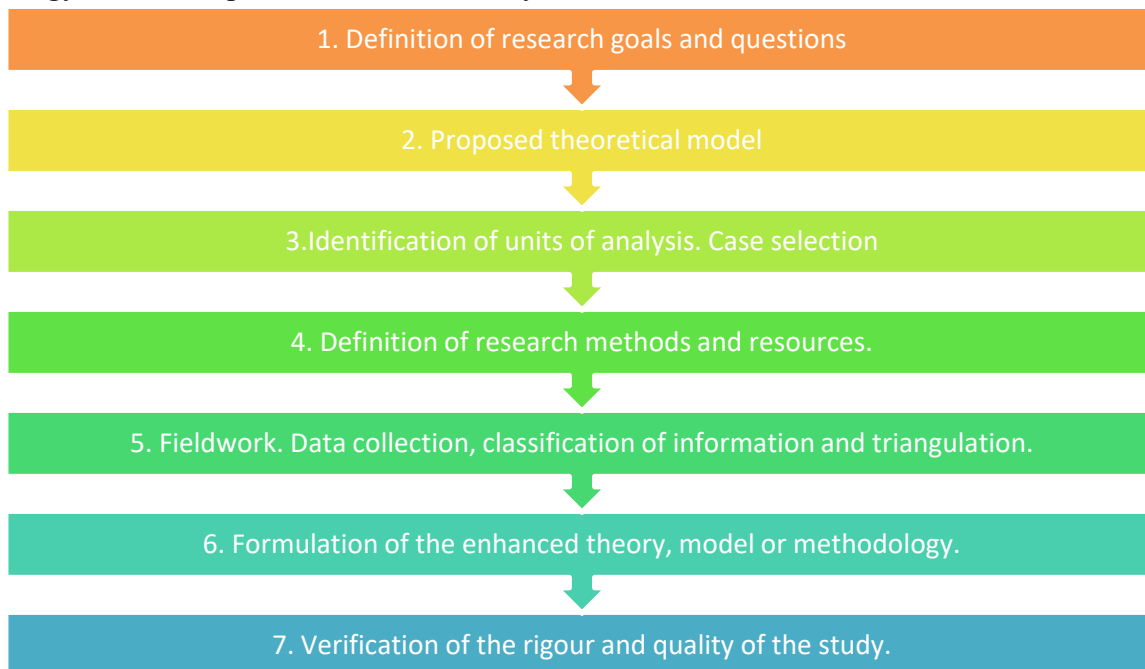 1. Definition of research goals and questions
2. Proposed theoretical model
3.Identification of units of analysis. Case selection
4. Definition of research methods and resources.
5. Fieldwork. Data collection, classification of information and triangulation.
6. Formulation of the enhanced theory, model or methodology.
7. Verification of the rigour and quality of the study.